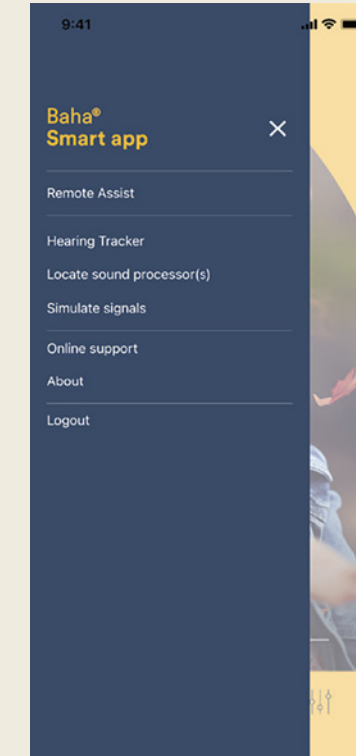 9:41
Baha®
Smart app
Remote Assist
Hearing Tracker
Locate sound processor(s)
Simulate signals
Online support
About
Logout